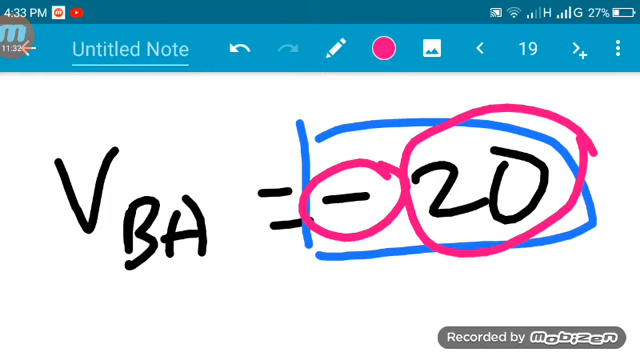 4:33 PM H G 27%
11:32 Untitled Note 19
V_BA = -20
Recorded by mobizen